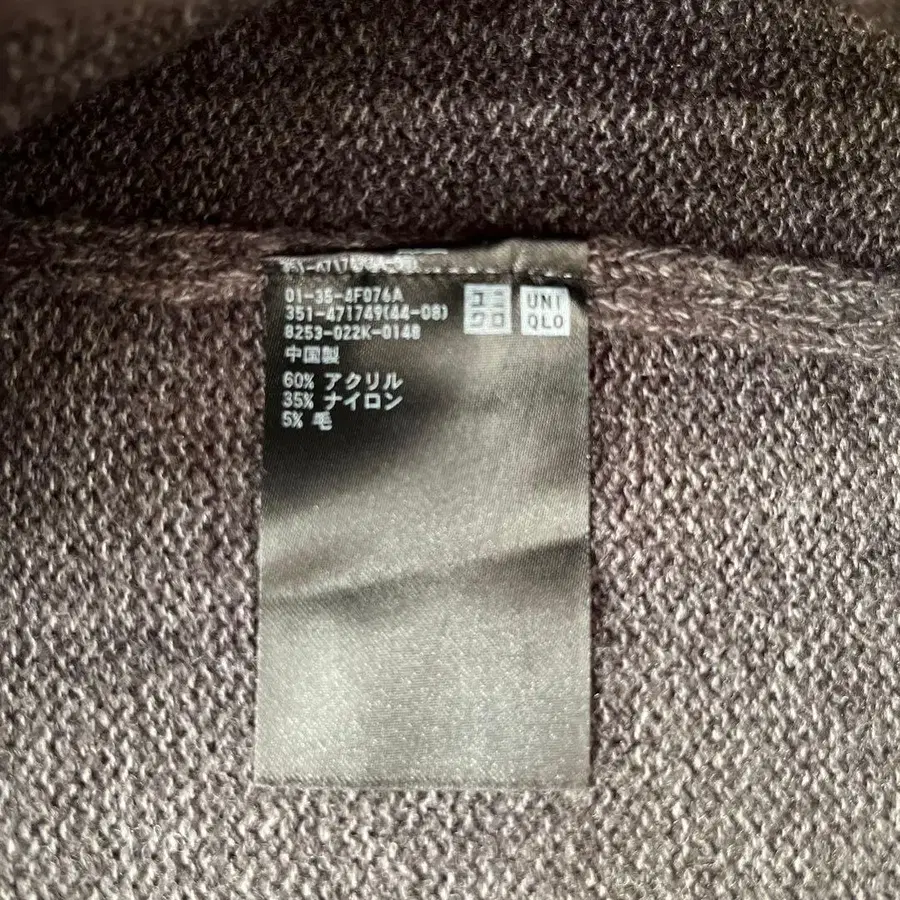 01-35-4F076A
351-471749(44-08)
8253-022K-0148
中国製
60% アクリル
35% ナイロン
5% 毛
ユニ
クロ
UNI
QLO